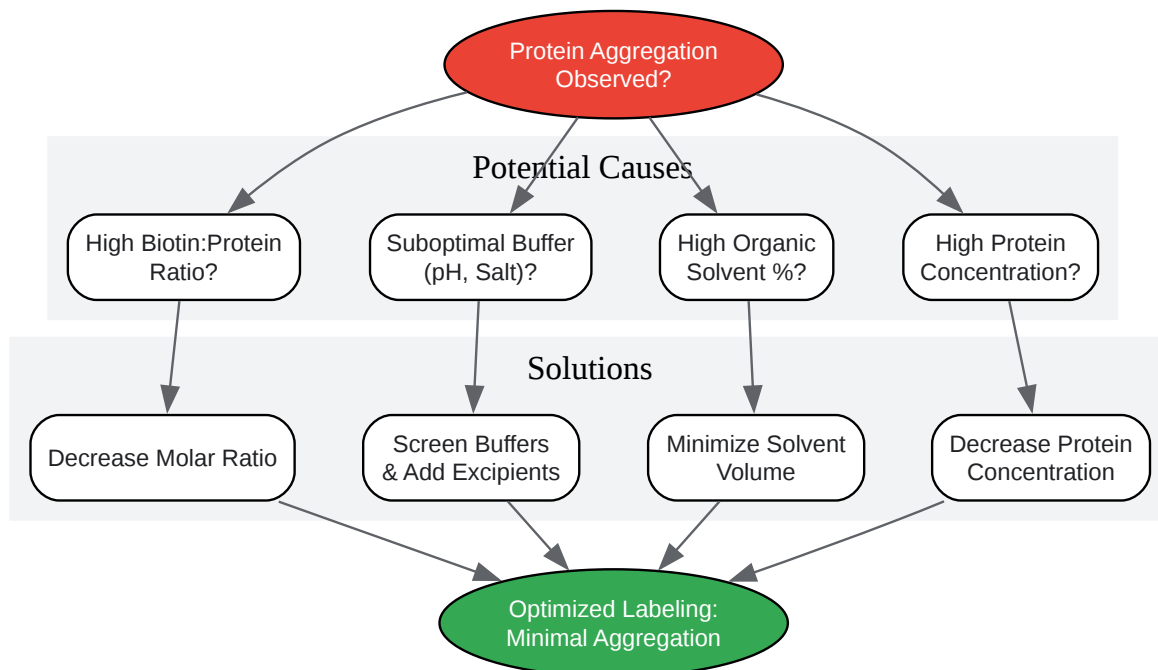 Protein Aggregation
Observed?
Potential Causes
High Biotin:Protein
Ratio?
Suboptimal Buffer
(pH, Salt)?
High Organic
Solvent %?
High Protein
Concentration?
Solutions
Decrease Molar Ratio
Screen Buffers
& Add Excipients
Minimize Solvent
Volume
Decrease Protein
Concentration
Optimized Labeling:
Minimal Aggregation